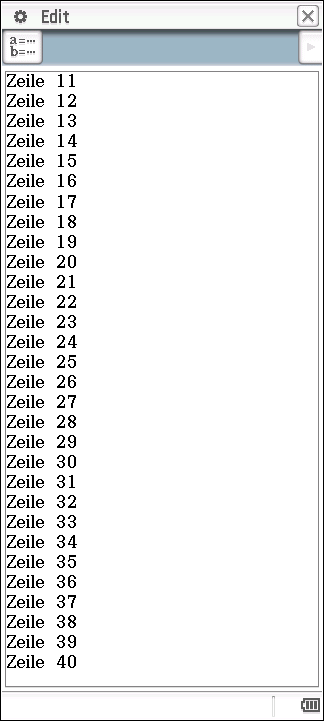 Edit
a=···
b=···
Zeile 11
Zeile 12
Zeile 13
Zeile 14
Zeile 15
Zeile 16
Zeile 17
Zeile 18
Zeile 19
Zeile 20
Zeile 21
Zeile 22
Zeile 23
Zeile 24
Zeile 25
Zeile 26
Zeile 27
Zeile 28
Zeile 29
Zeile 30
Zeile 31
Zeile 32
Zeile 33
Zeile 34
Zeile 35
Zeile 36
Zeile 37
Zeile 38
Zeile 39
Zeile 40